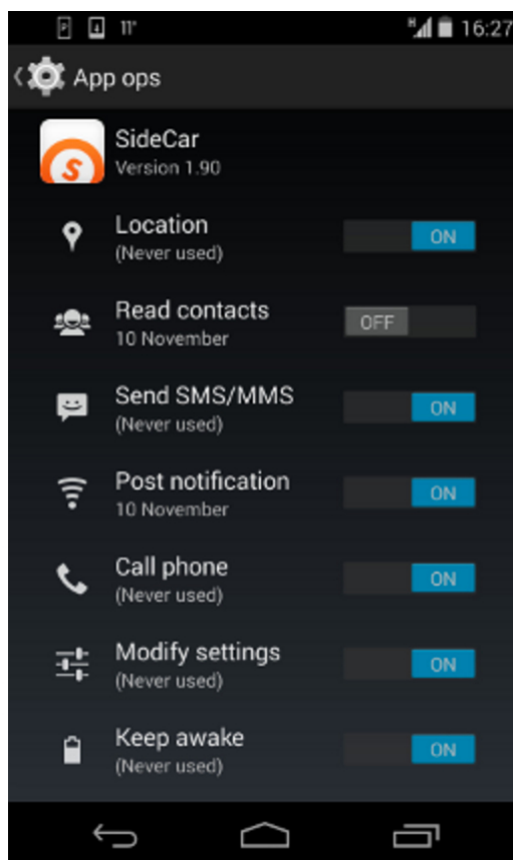 11°
H
16:27
App ops
S
SideCar
Version 1.90
Location
ON
(Never used)
Read contacts
OFF
10 November
Send SMS/MMS
ON
(Never used)
Post notification
ON
10 November
Call phone
ON
(Never used)
Modify settings
ON
(Never used)
Keep awake
ON
(Never used)